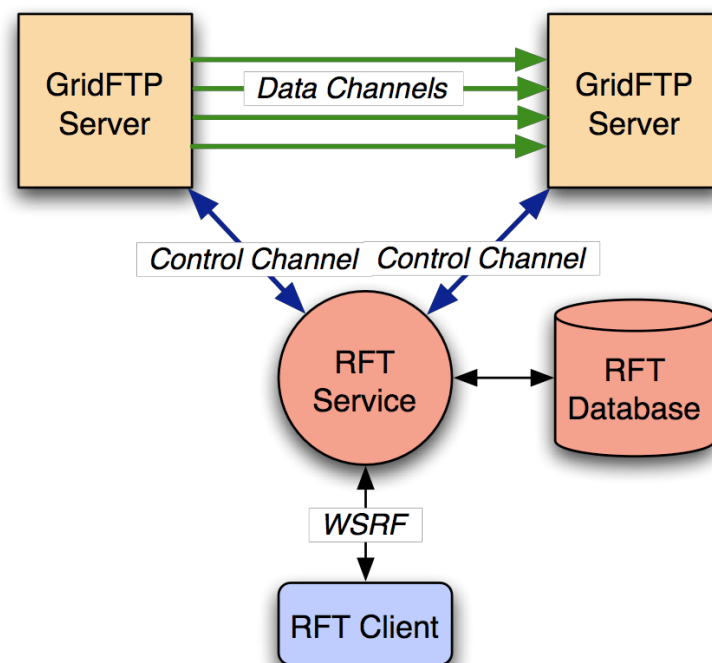 GridFTP
Server
Data Channels
GridFTP
Server
Control Channel
Control Channel
RFT
Service
RFT
Database
WSRF
RFT Client